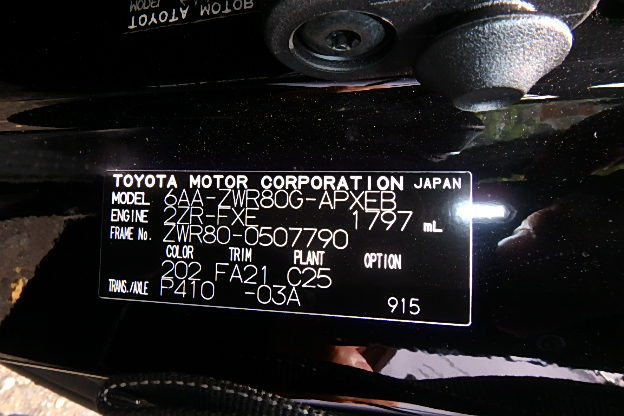 TOYOTA MOTOR
TOYOTA MOTOR CORPORATION JAPAN
MODEL 6AA-ZWR80G-APXEB
ENGINE 2ZR-FXE 1797 mL
FRAME No. ZWR80-0507790
COLOR TRIM PLANT OPTION
202 FA21 C25
TRANS./AXLE P410 -03A
915